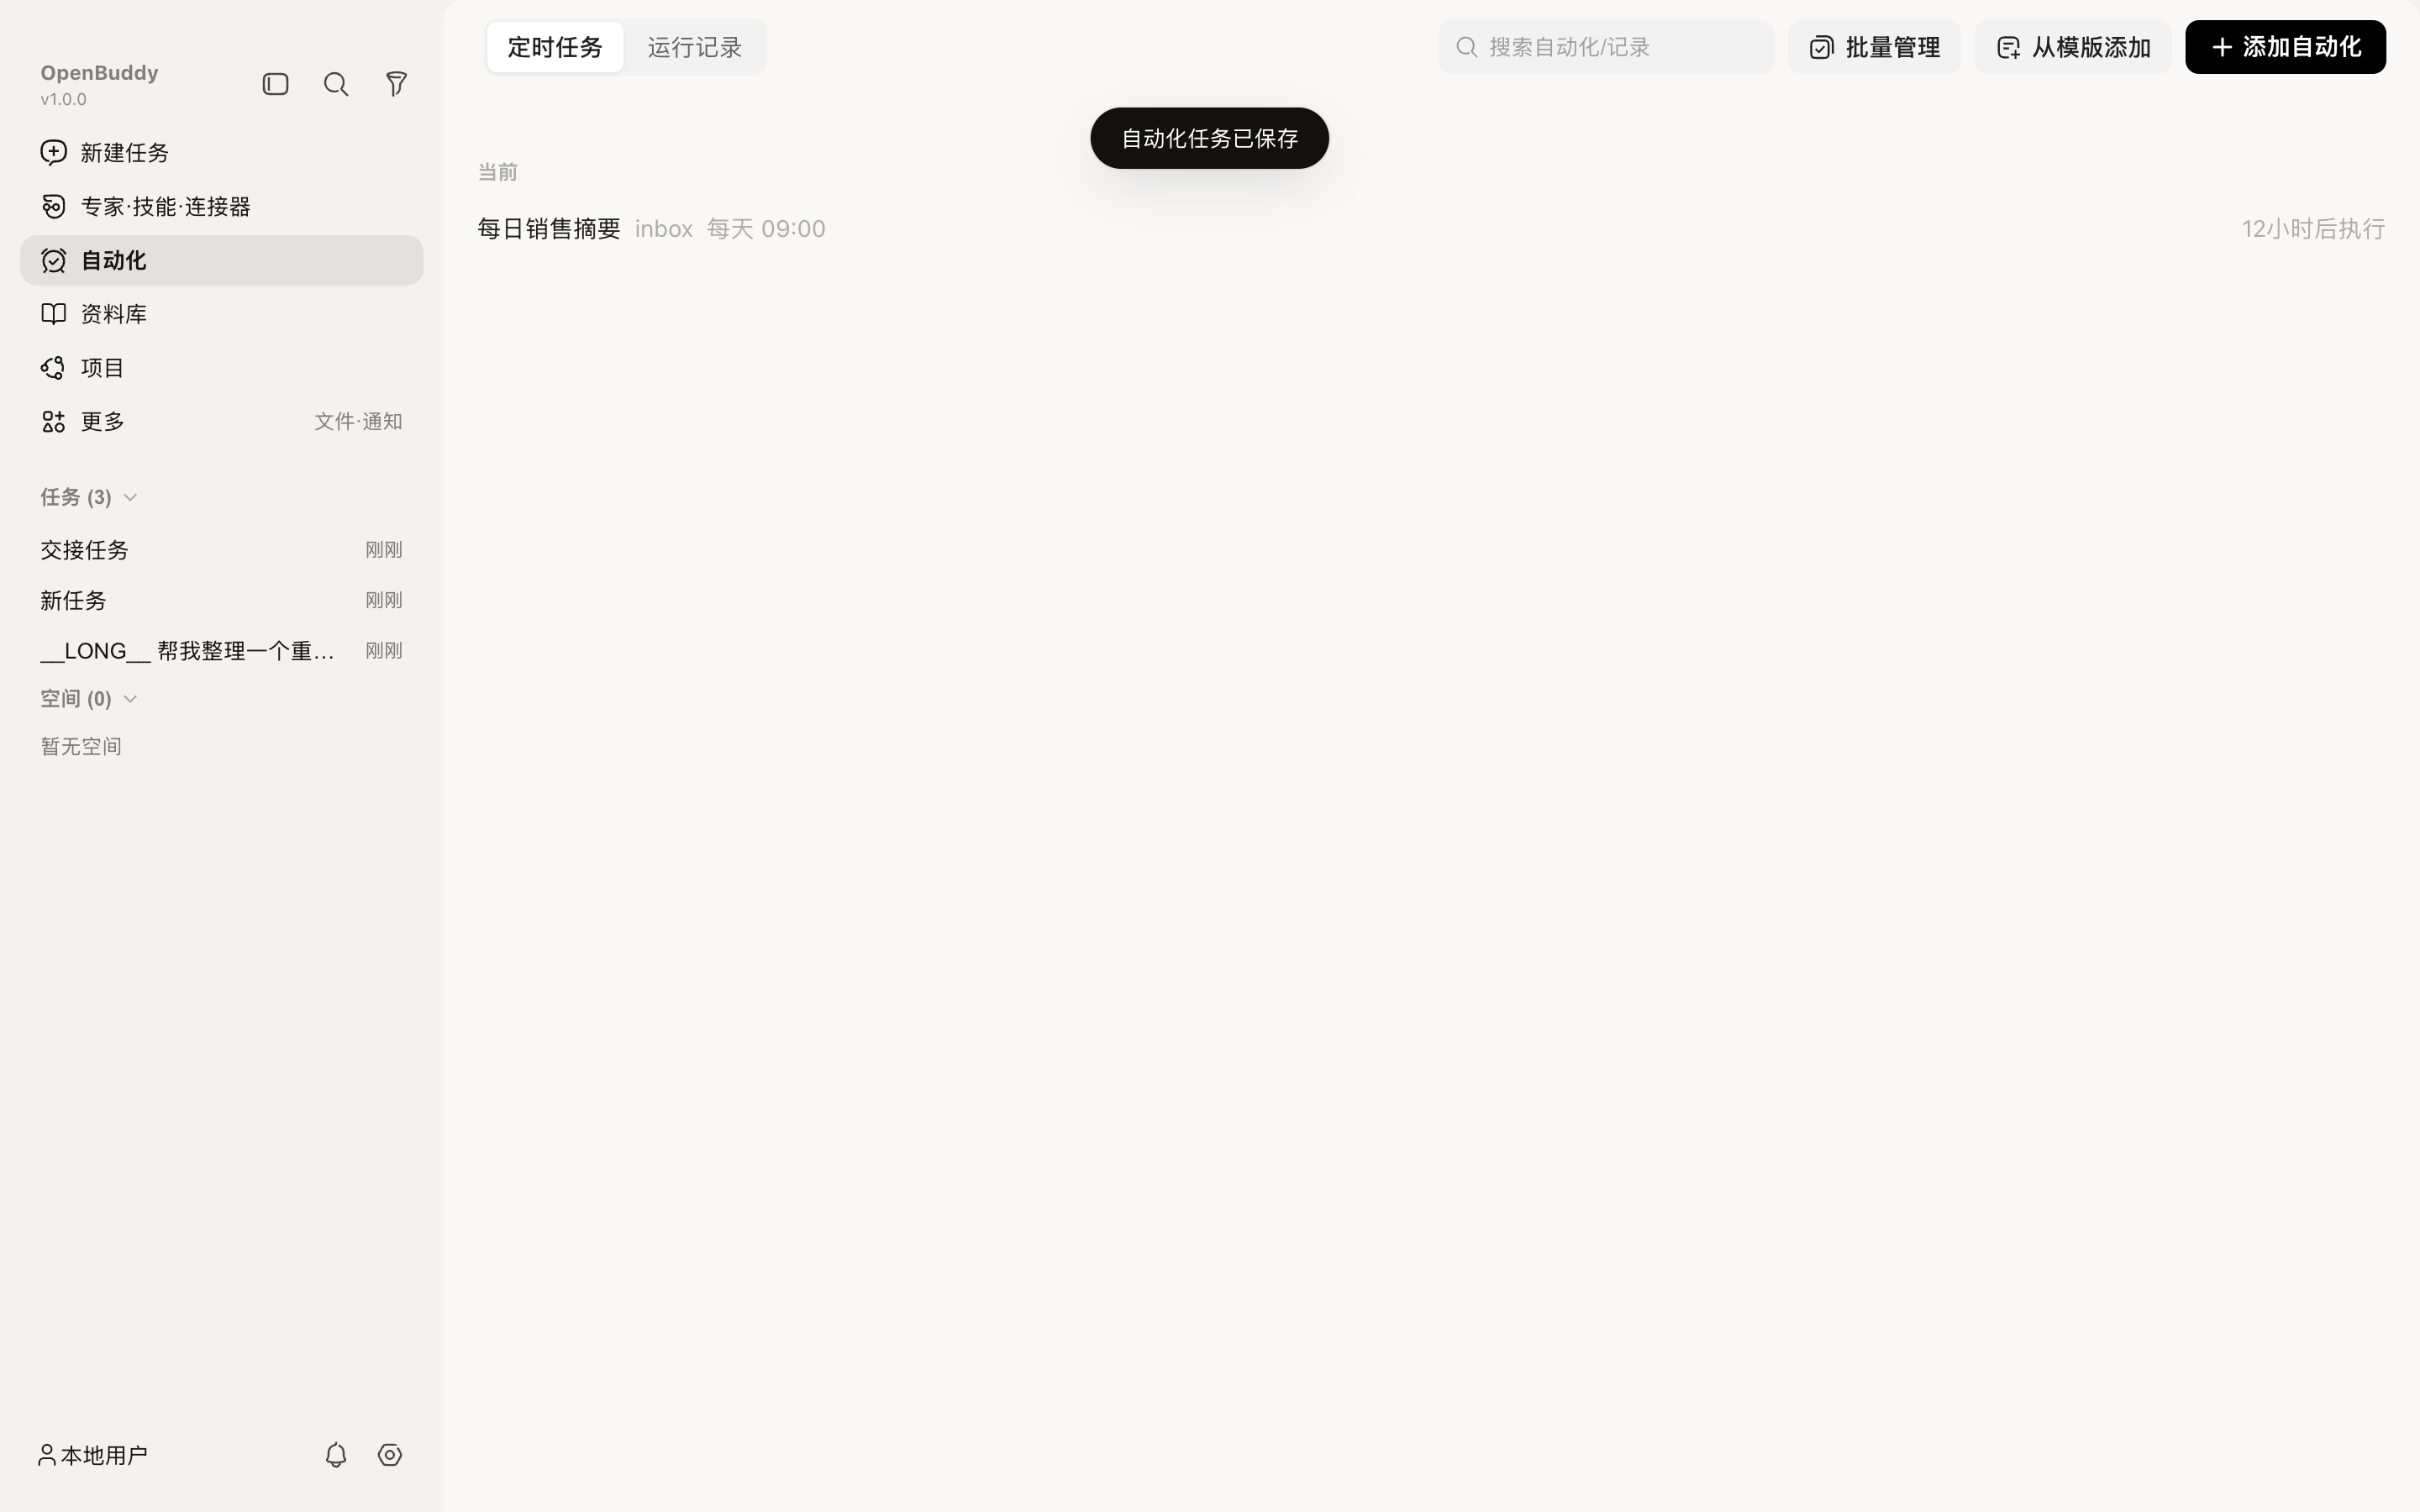 OpenBuddy
v1.0.0
新建任务
专家·技能·连接器
自动化
资料库
项目
更多 文件·通知
任务 (3)
交接任务 刚刚
新任务 刚刚
__LONG__ 帮我整理一个重... 刚刚
空间 (0)
暂无空间
本地用户
定时任务 运行记录 搜索自动化/记录 批量管理 从模版添加 添加自动化
自动化任务已保存
当前
每日销售摘要 inbox 每天 09:00 12小时后执行